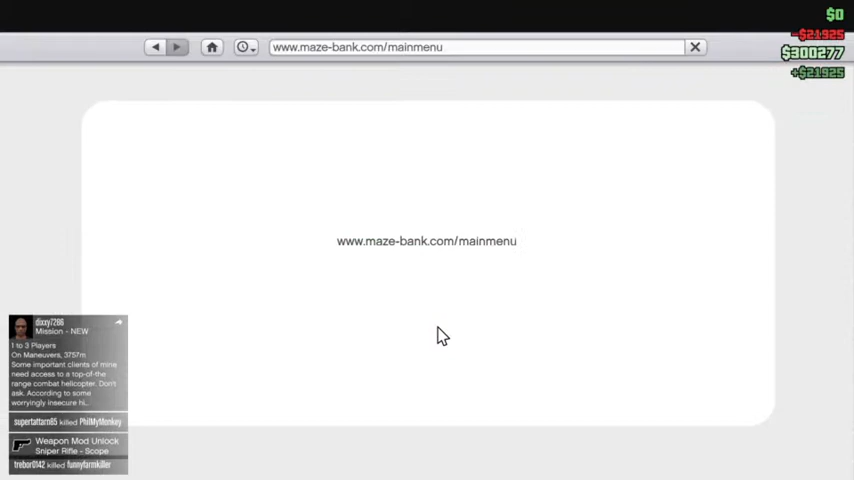 $0
-$21925
www.maze-bank.com/mainmenu
$300277
+$21925
www.maze-bank.com/mainmenu
dixxy7286
Mission - NEW
1 to 3 Players
On Maneuvers, 3757m
Some important clients of mine
need access to a top-of-the
range combat helicopter. Don't
ask. According to some
worryingly insecure hi..
supertattarn85 killed PhilMyMonkey
Weapon Mod Unlock
Sniper Rifle - Scope
trebor0142 killed funnyfarmkiller